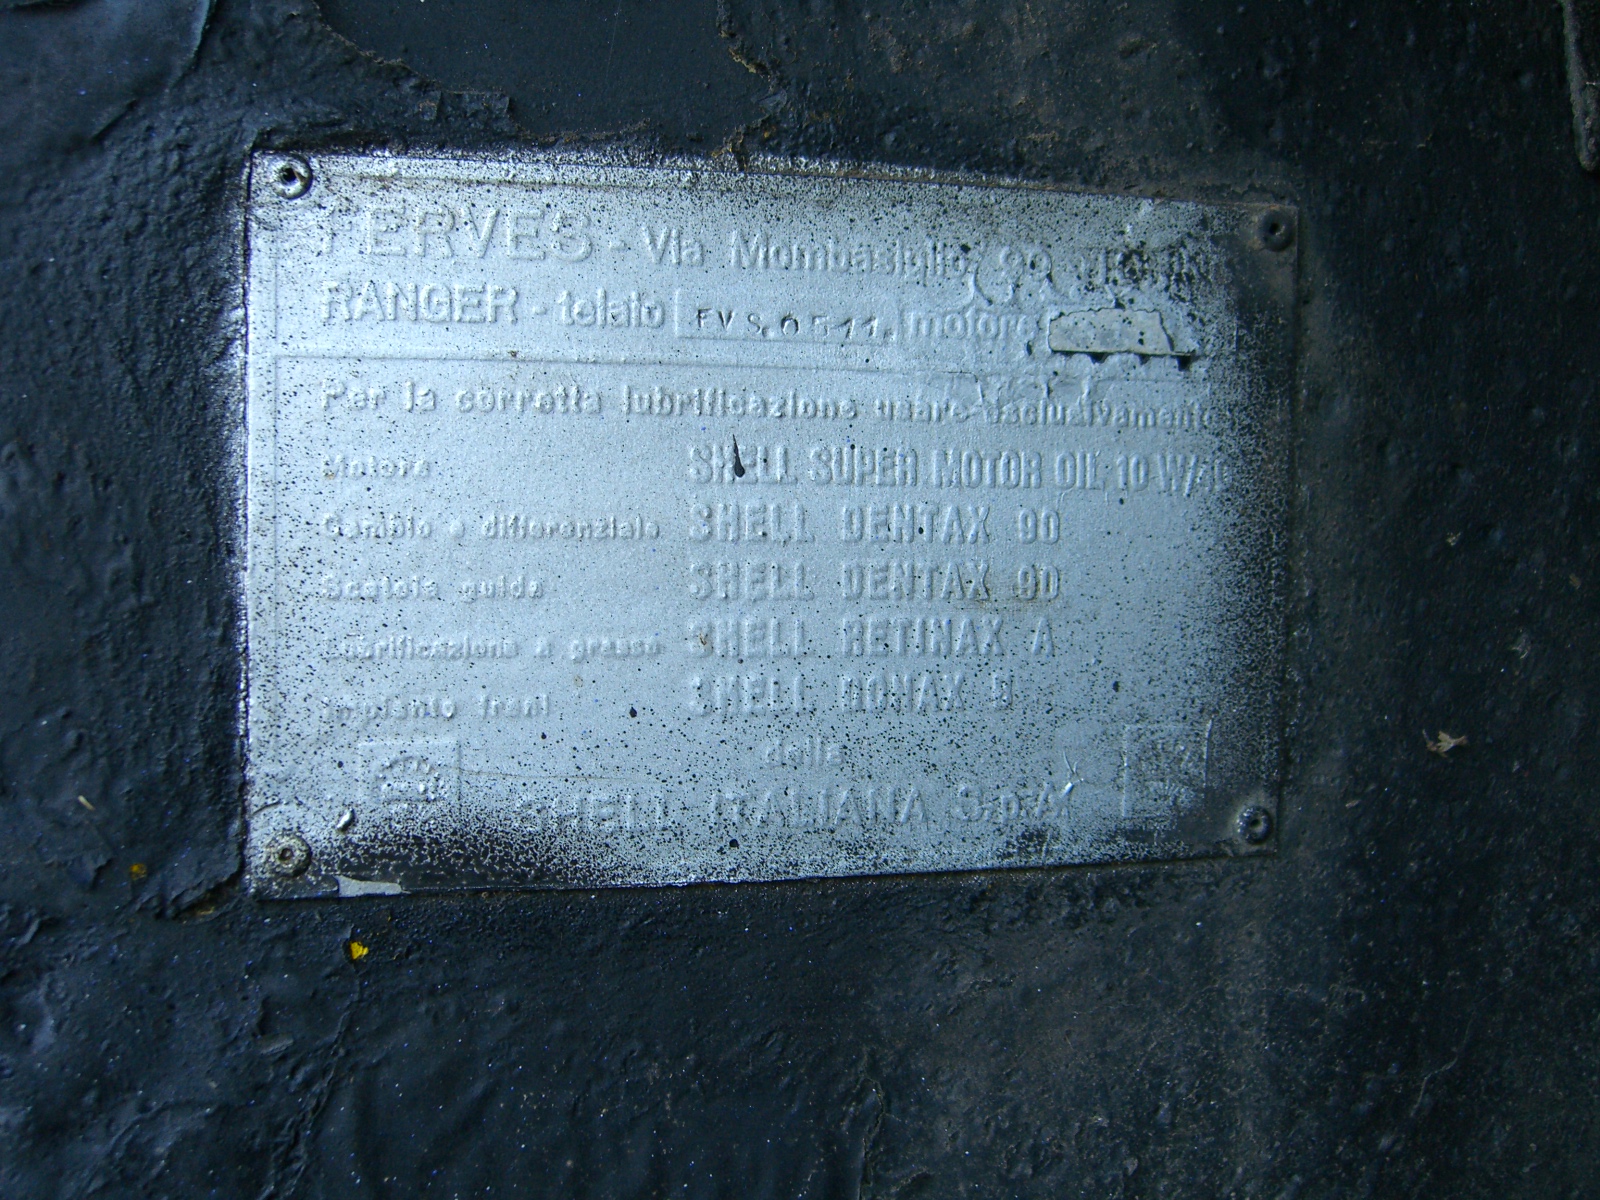 FERVES - Via Mombasiglio
RANGER - telaio FVS.0511. motore
Per la corretta lubrificazione usare esclusivamente
Motore SHELL SUPER MOTOR OIL 10-W/40
Cambio e differenziale SHELL DENTAX 90
Scatola guida SHELL DENTAX 90
Lubrificazione a grasso SHELL RETINAX A
Impianto freni SHELL DONAX B
della
SHELL ITALIANA S.p.A.